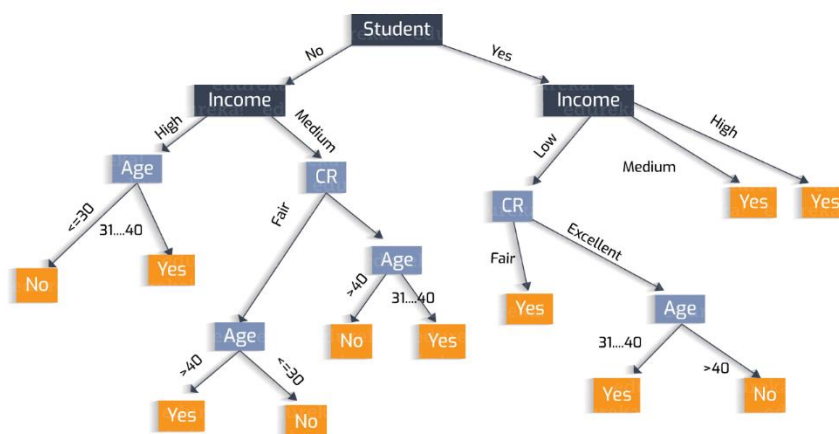 Student
No
Yes
Income
Income
High
Medium
Low
Medium
High
Age
CR
CR
Yes
Yes
<=30
31....40
Fair
Fair
Excellent
No
Yes
Age
>40
31....40
Yes
Age
Age
No
Yes
31....40
>40
>40
<=30
Yes
No
Yes
No